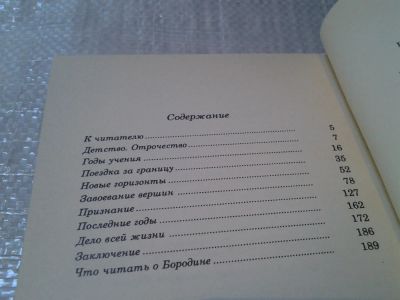 Содержание
К читателю 5
Детство. Отрочество 7
Годы учения 16
Поездка за границу 35
Новые горизонты 52
Завоевание вершин 78
Признание 127
Последние годы 162
Дело всей жизни 172
Заключение 186
Что читать о Бородине 189